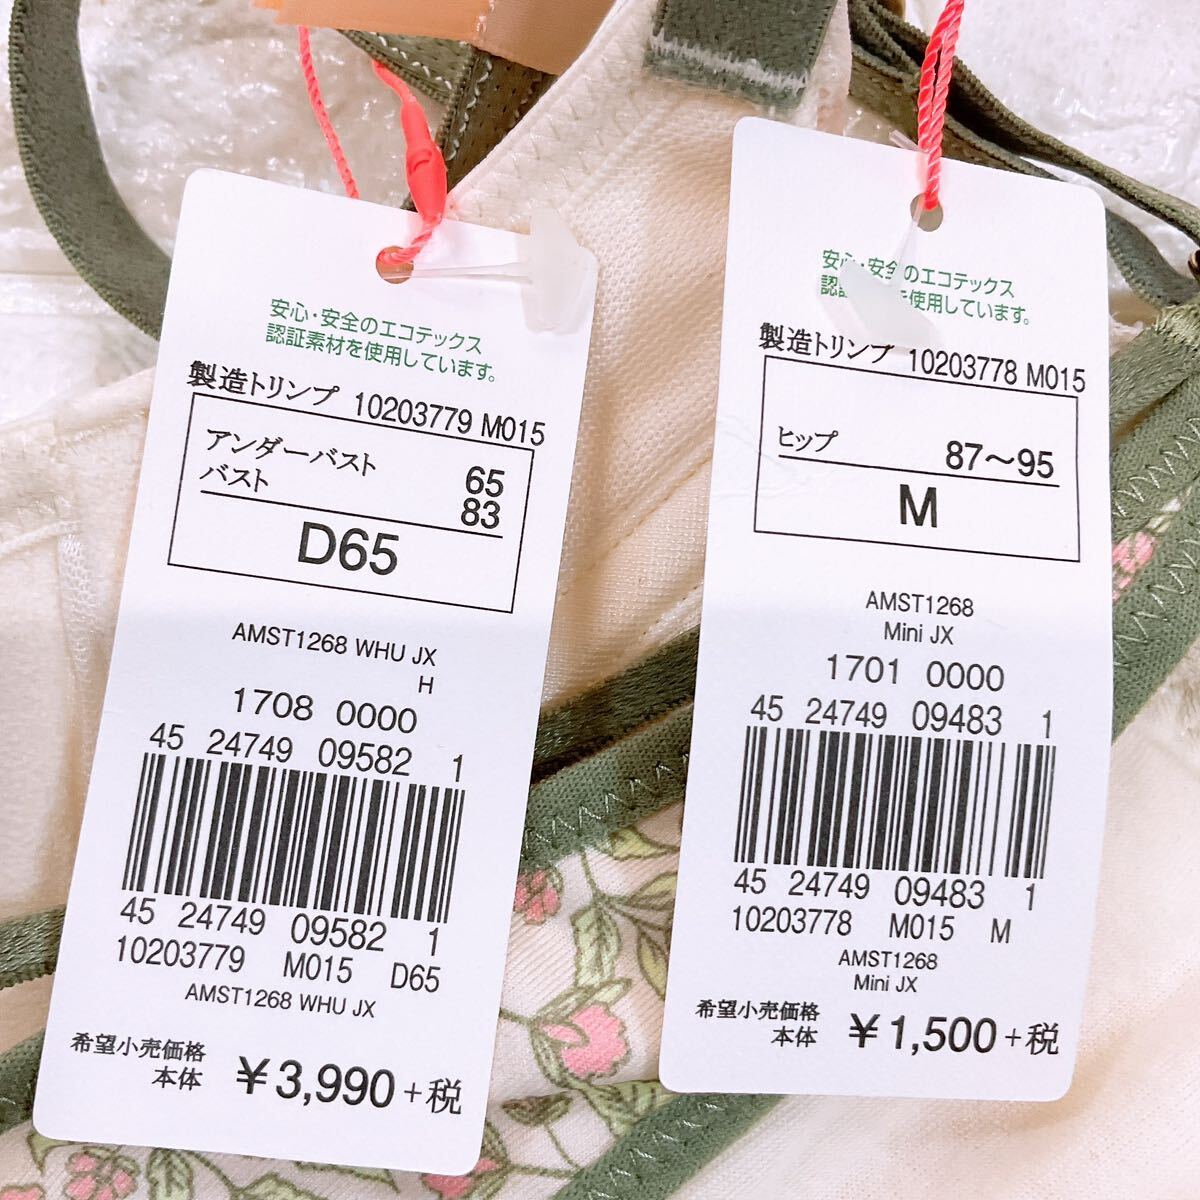 安心・安全のエコテックス
認証素材を使用しています。
製造トリンプ 10203779 M015
アンダーバスト 65
バスト 83
D65
AMST1268 WHU JX
H
1708 0000
45 24749 09582 1
45 24749 09582 1
10203779 M015 D65
AMST1268 WHU JX
希望小売価格
本体 ¥3,990+税
安心・安全のエコテックス
認 を使用しています。
製造トリンプ 10203778 M015
ヒップ 87～95
M
AMST1268
Mini JX
1701 0000
45 24749 09483 1
45 24749 09483 1
10203778 M015 M
AMST1268
Mini JX
希望小売価格
本体 ¥1,500+税